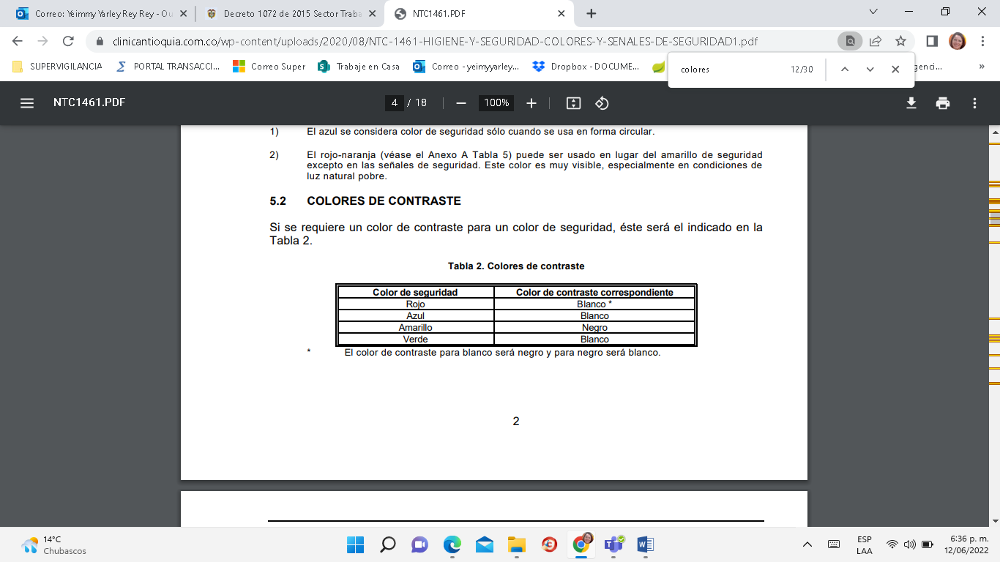 Correo: Yeimmy Yarley Rey Rey - Ou
Decreto 1072 de 2015 Sector Traba
NTC1461.PDF
clinicantioquia.com.co/wp-content/uploads/2020/08/NTC-1461-HIGIENE-Y-SEGURIDAD-COLORES-Y-SENALES-DE-SEGURIDAD1.pdf
SUPERVIGILANCIA
PORTAL TRANSACCI...
Correo Super
Trabaje en Casa
Correo - yeimyyarley...
Dropbox - DOCUME...
genci...
»
colores 12/30
NTC1461.PDF
4 / 18
100%
1) El azul se considera color de seguridad sólo cuando se usa en forma circular.
2) El rojo-naranja (véase el Anexo A Tabla 5) puede ser usado en lugar del amarillo de seguridad
excepto en las señales de seguridad. Este color es muy visible, especialmente en condiciones de
luz natural pobre.
5.2 COLORES DE CONTRASTE
Si se requiere un color de contraste para un color de seguridad, éste será el indicado en la
Tabla 2.
Tabla 2. Colores de contraste
Color de seguridad Color de contraste correspondiente
Rojo Blanco *
Azul Blanco
Amarillo Negro
Verde Blanco
* El color de contraste para blanco será negro y para negro será blanco.
2
14°C
Chubascos
ESP
LAA
6:36 p. m.
12/06/2022